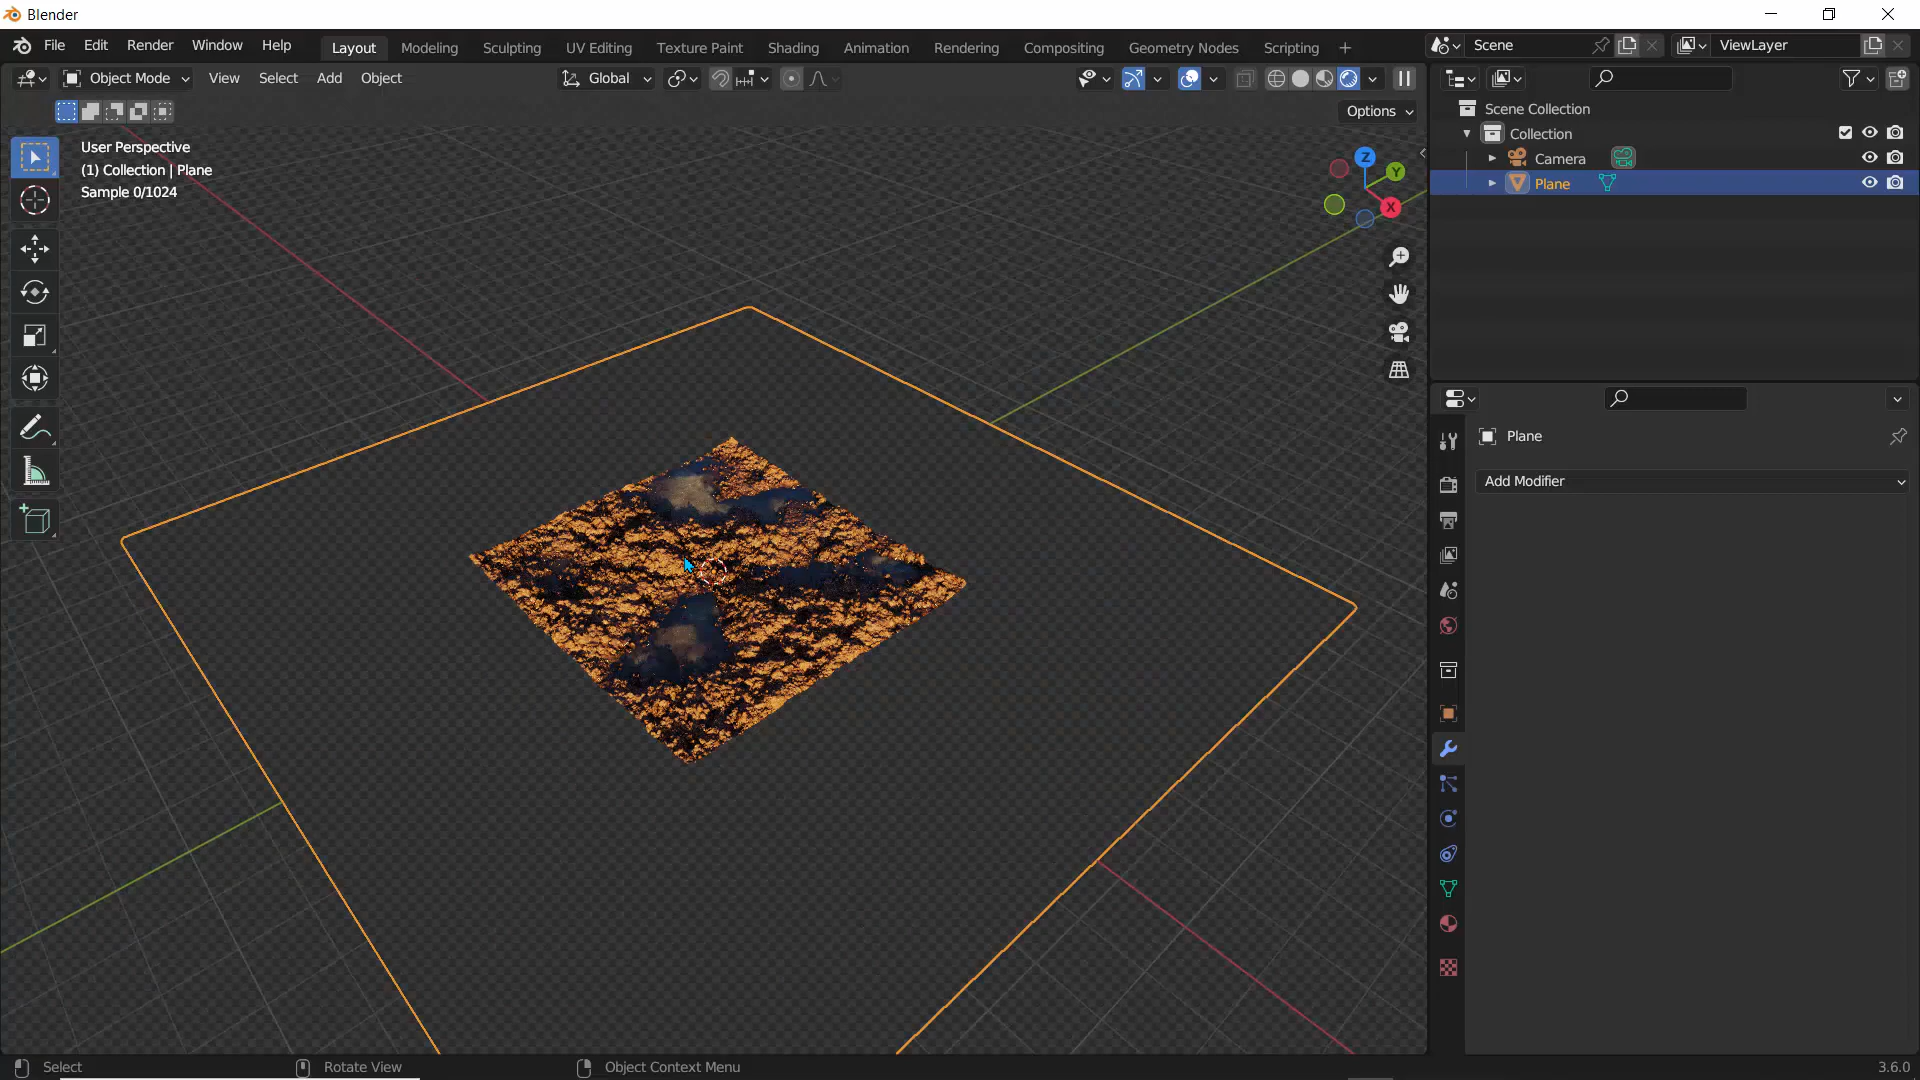 Blender
File Edit Render Window Help Layout Modeling Sculpting UV Editing Texture Paint Shading Animation Rendering Compositing Geometry Nodes Scripting + Scene ViewLayer
Object Mode View Select Add Object Global
Options
User Perspective
(1) Collection | Plane
Sample 0/1024
Z
Y
X
Scene Collection
Collection
Camera
Plane
Plane
Add Modifier
Select Rotate View Object Context Menu 3.6.0